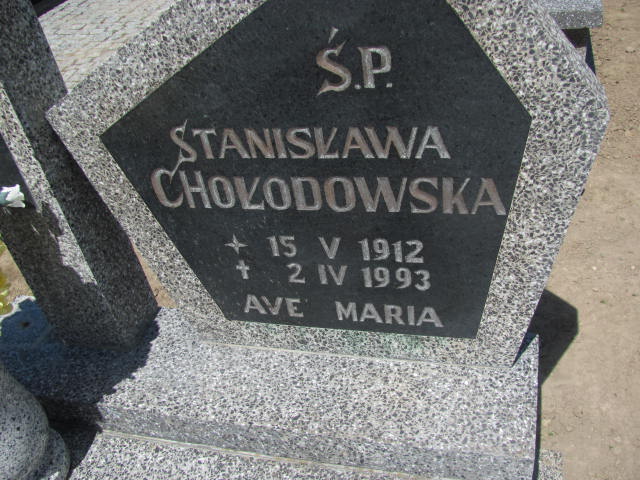 Ś.P.
STANISŁAWA
CHOŁODOWSKA
15 V 1912
✝ 2 IV 1993
AVE MARIA